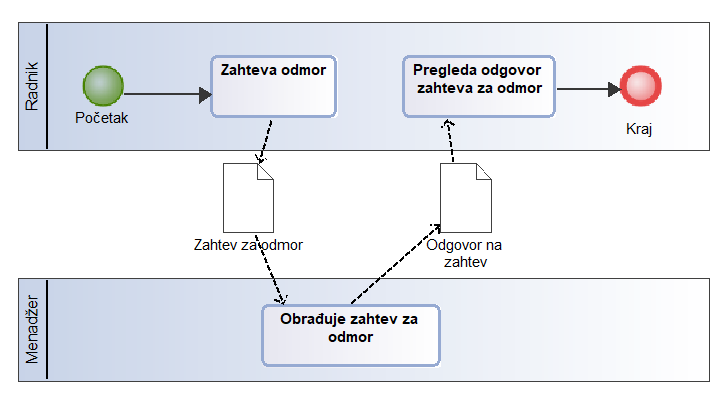 Radnik
Početak
Zahteva odmor
Pregleda odgovor
zahteva za odmor
Kraj
Zahtev za odmor
Odgovor na
zahtev
Menadžer
Obrađuje zahtev za
odmor